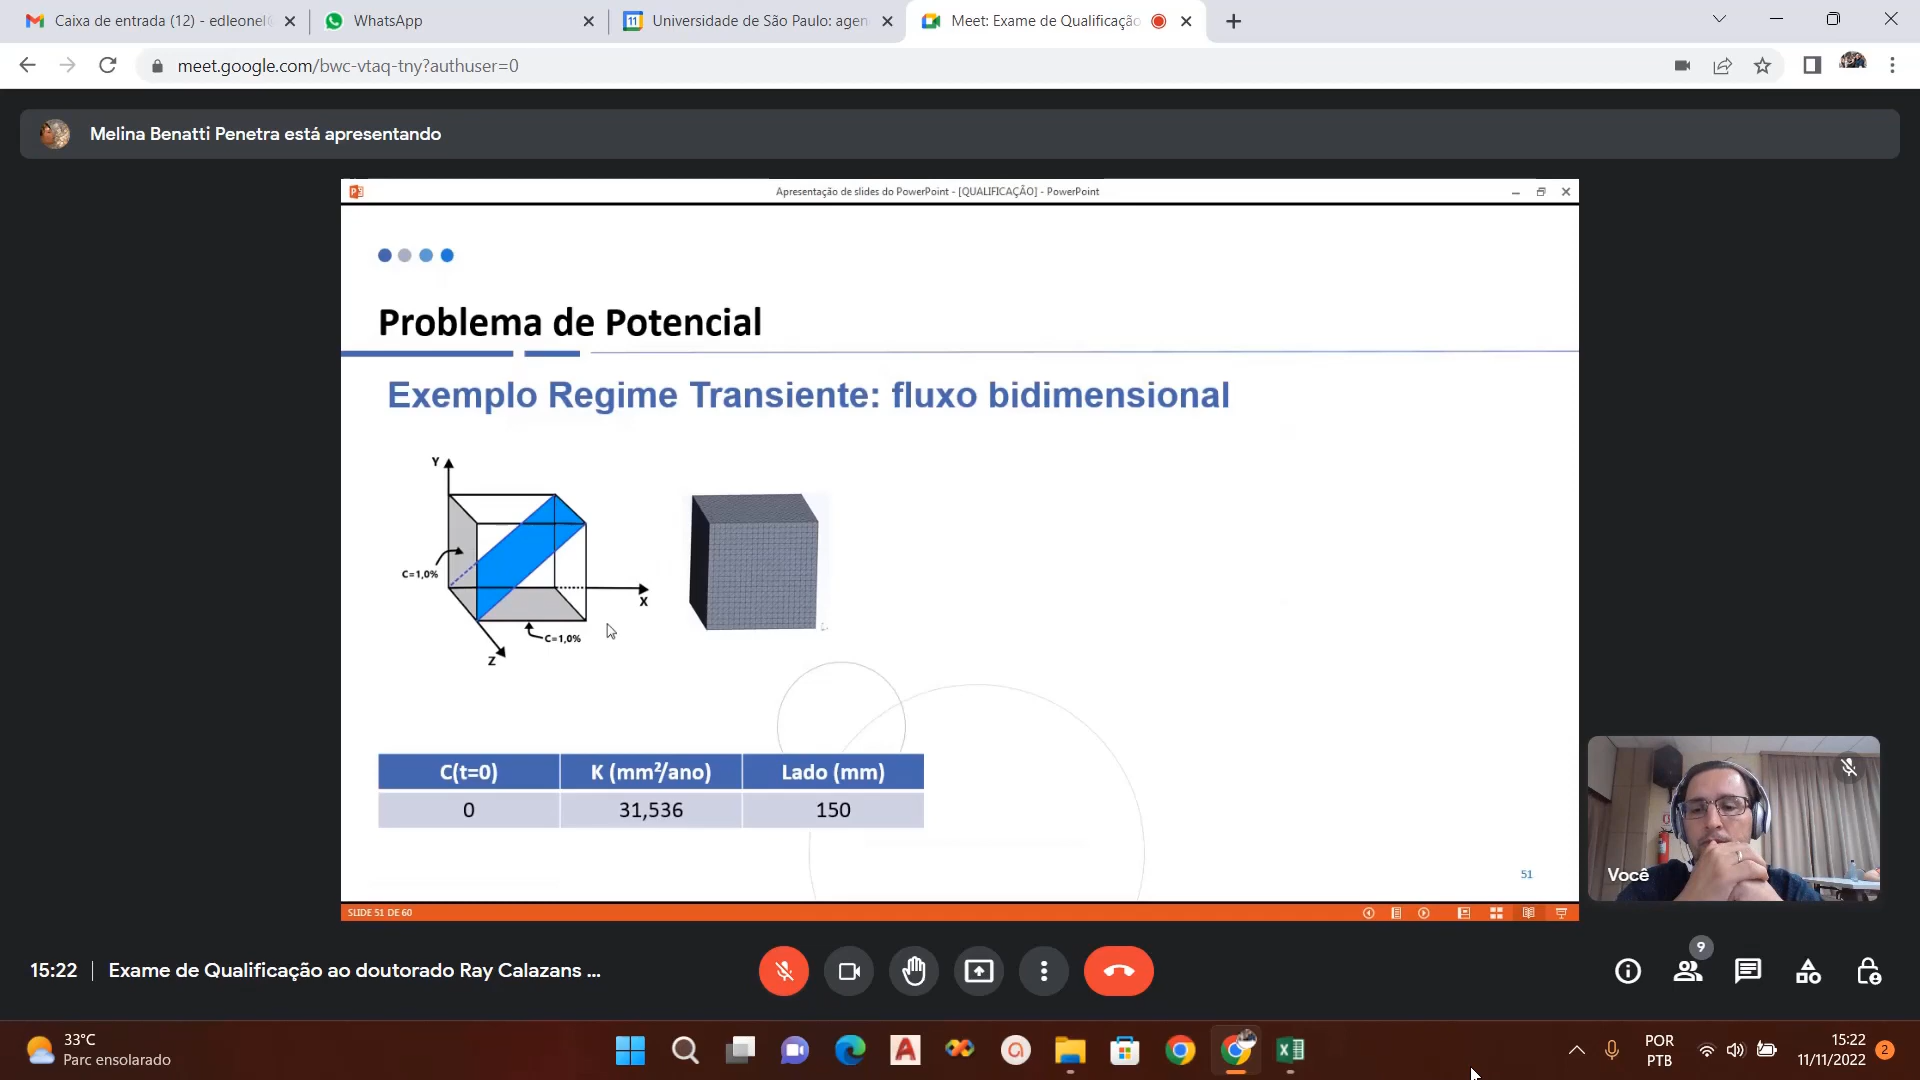 Caixa de entrada (12) - edleonel@
WhatsApp
Universidade de São Paulo: agen
Meet: Exame de Qualificação
meet.google.com/bwc-vtaq-tny?authuser=0
Melina Benatti Penetra está apresentando
Apresentação de slides do PowerPoint - [QUALIFICAÇÃO] - PowerPoint
Problema de Potencial
Exemplo Regime Transiente: fluxo bidimensional
Y
C=1,0%
X
C=1,0%
Z
C(t=0) K (mm²/ano) Lado (mm)
0 31,536 150
51
SLIDE 51 DE 60
Você
15:22 Exame de Qualificação ao doutorado Ray Calazans ...
9
33°C
Parc ensolarado
POR
PTB
15:22
11/11/2022
2